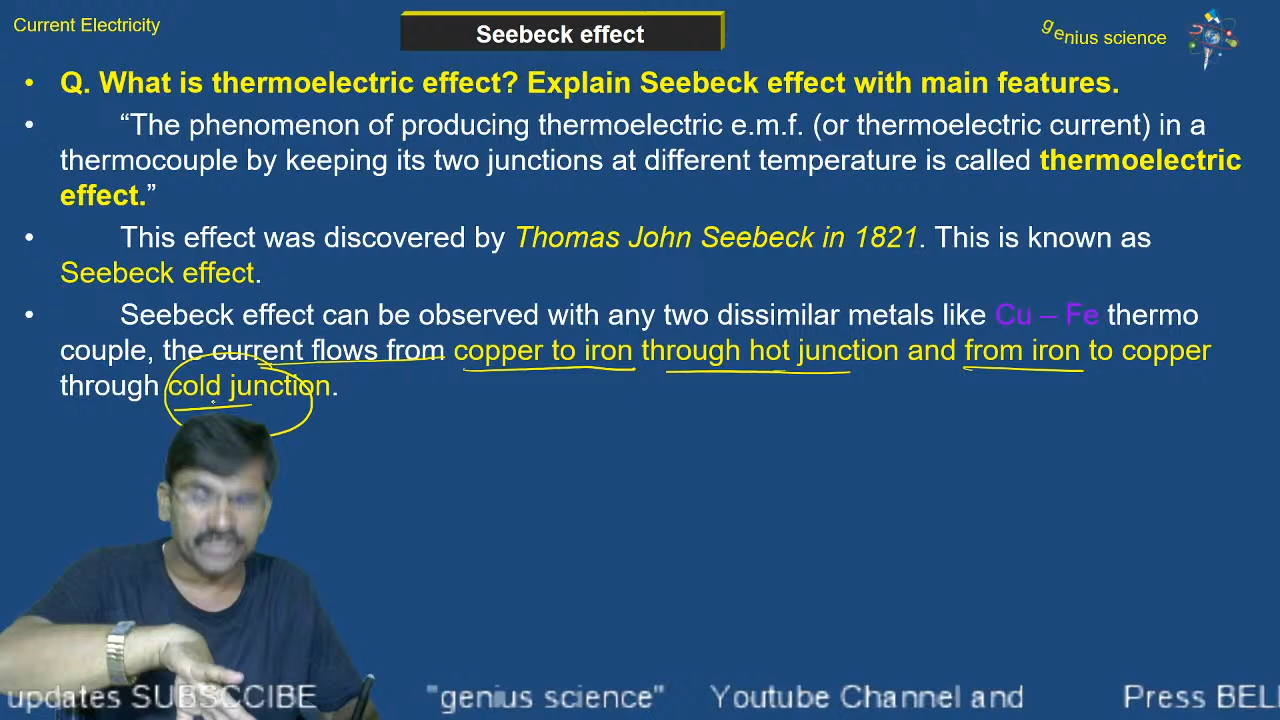 Current Electricity
Seebeck effect
genius science
• Q. What is thermoelectric effect? Explain Seebeck effect with main features.
• “The phenomenon of producing thermoelectric e.m.f. (or thermoelectric current) in a
thermocouple by keeping its two junctions at different temperature is called thermoelectric
effect.”
• This effect was discovered by Thomas John Seebeck in 1821. This is known as
Seebeck effect.
• Seebeck effect can be observed with any two dissimilar metals like Cu – Fe thermo
couple, the current flows from copper to iron through hot junction and from iron to copper
through cold junction.
updates SUBSCCIBE "genius science" Youtube Channel and Press BEL